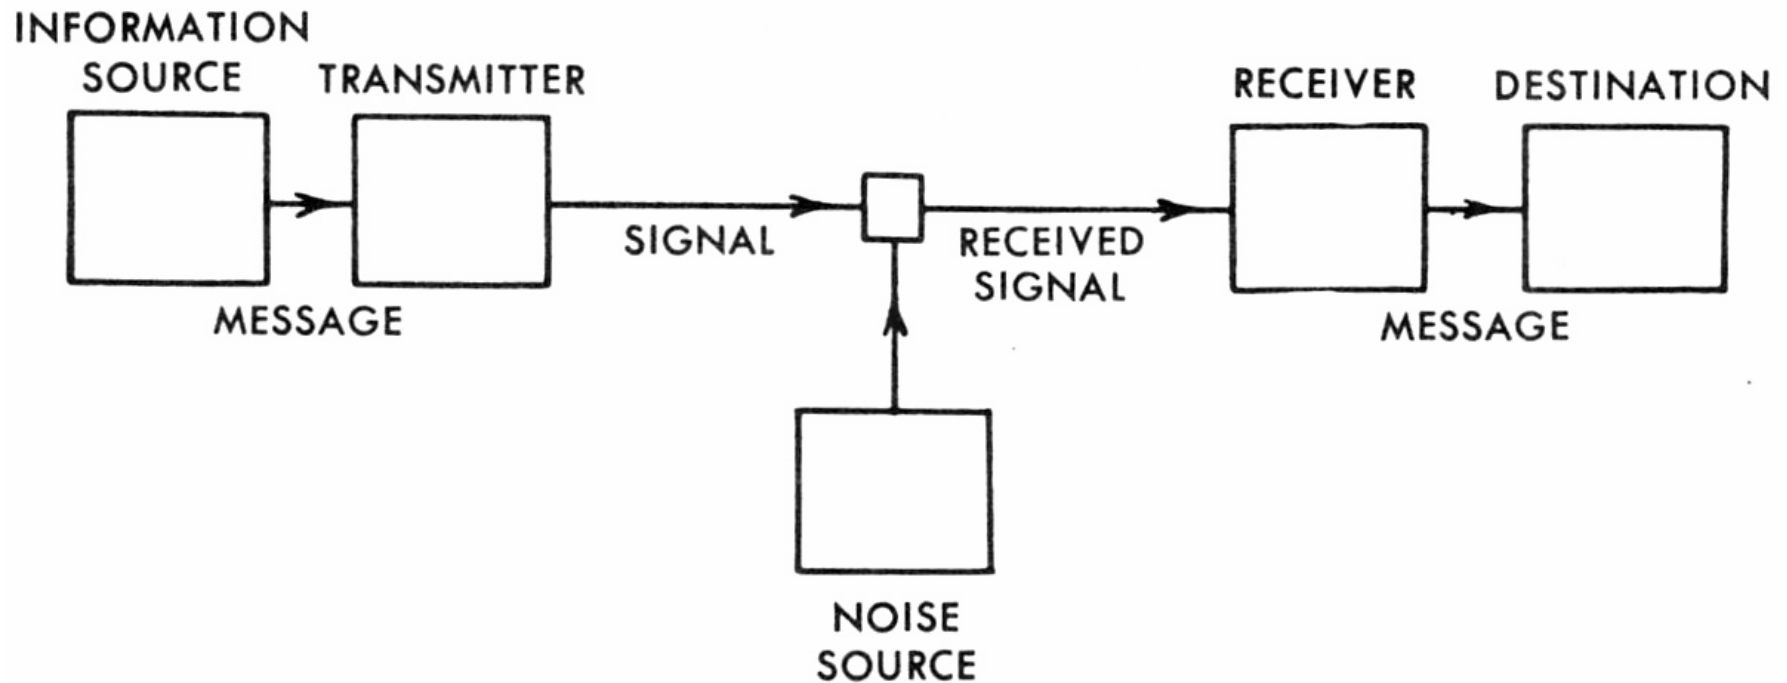 INFORMATION
SOURCE
TRANSMITTER
RECEIVER
DESTINATION
SIGNAL
RECEIVED
SIGNAL
MESSAGE
MESSAGE
NOISE
SOURCE